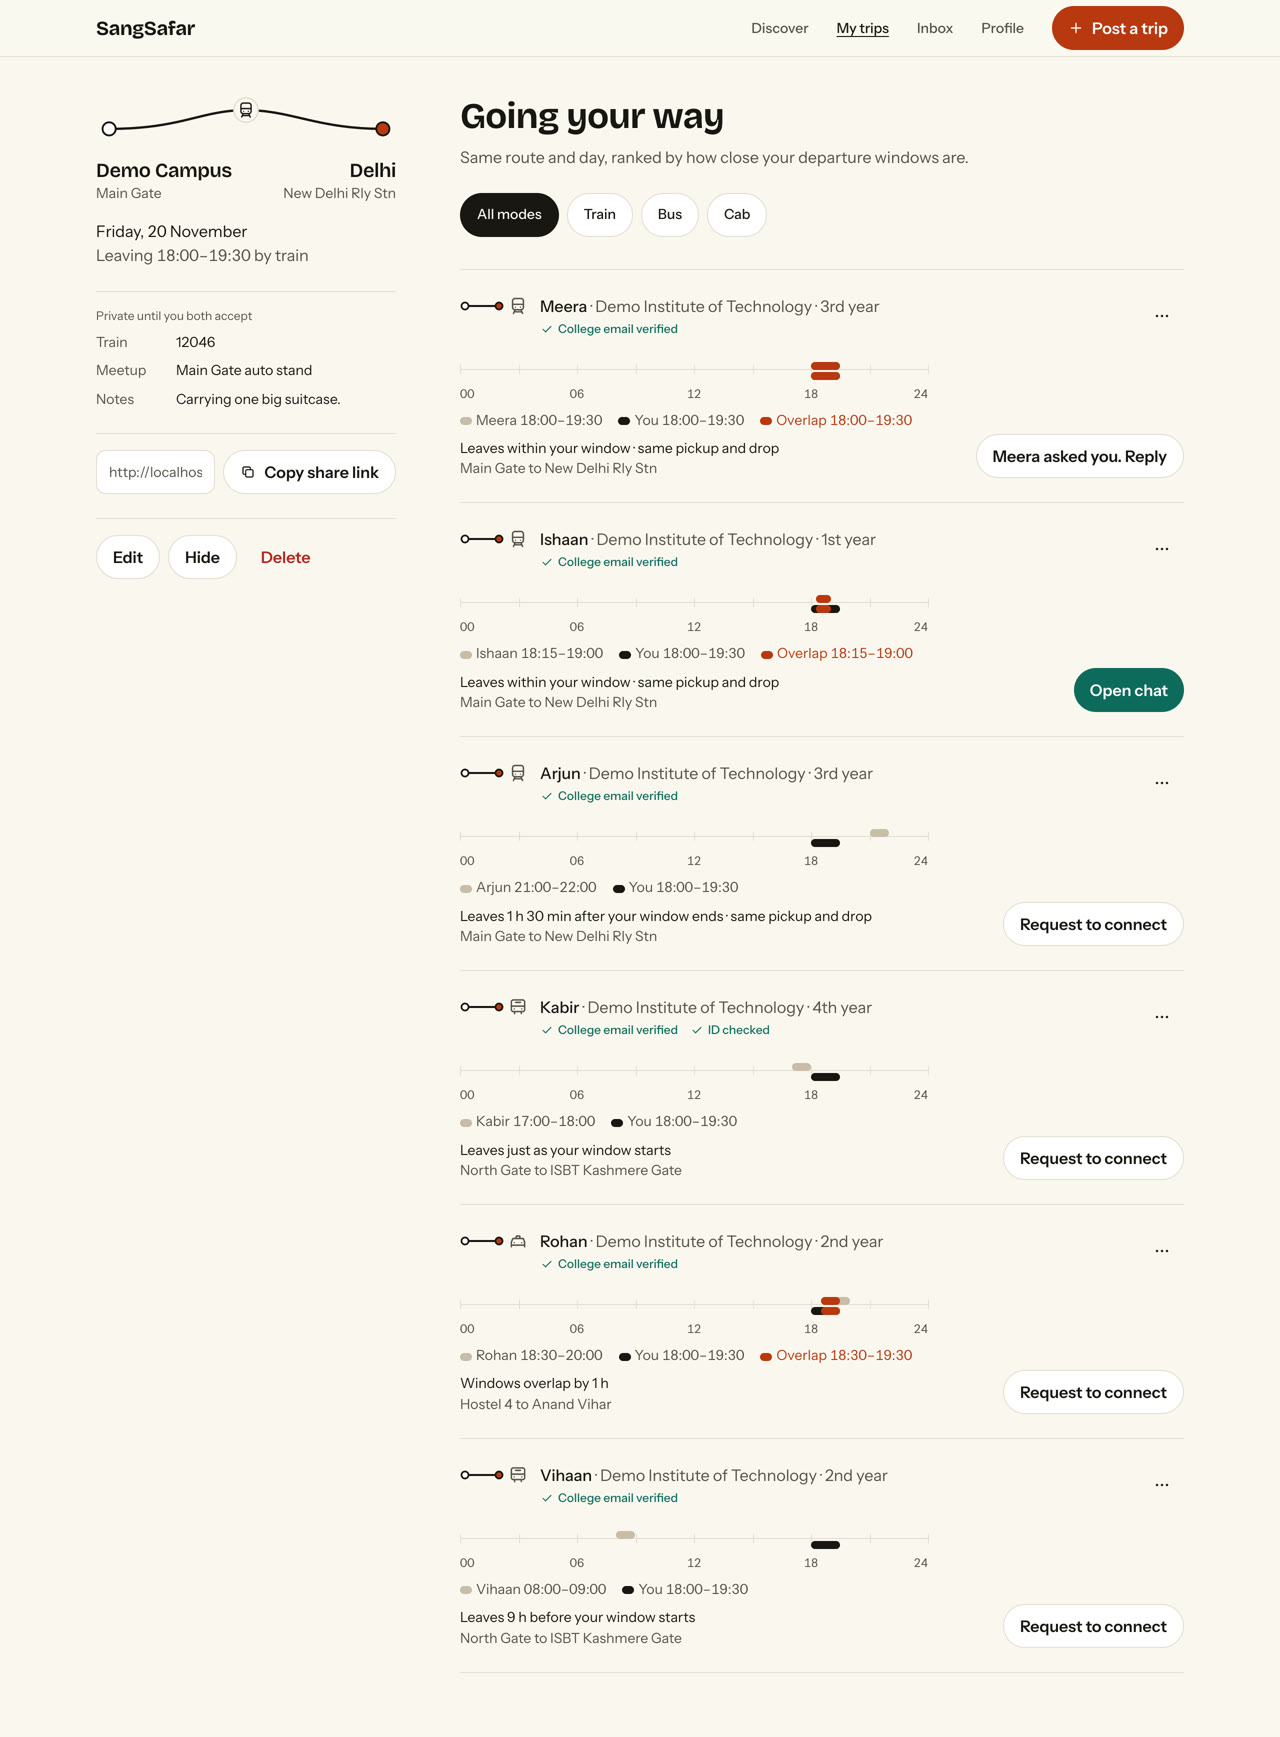 SangSafar
Discover
My trips
Inbox
Profile
Post a trip
Demo Campus
Delhi
Main Gate
New Delhi Rly Stn
Friday, 20 November
Leaving 18:00–19:30 by train
Private until you both accept
Train 12046
Meetup Main Gate auto stand
Notes Carrying one big suitcase.
http://localhos
Copy share link
Edit
Hide
Delete
Going your way
Same route and day, ranked by how close your departure windows are.
All modes
Train
Bus
Cab
Meera · Demo Institute of Technology · 3rd year
College email verified
00 06 12 18 24
Meera 18:00–19:30 You 18:00–19:30 Overlap 18:00–19:30
Leaves within your window · same pickup and drop
Main Gate to New Delhi Rly Stn
Meera asked you. Reply
Ishaan · Demo Institute of Technology · 1st year
College email verified
00 06 12 18 24
Ishaan 18:15–19:00 You 18:00–19:30 Overlap 18:15–19:00
Leaves within your window · same pickup and drop
Main Gate to New Delhi Rly Stn
Open chat
Arjun · Demo Institute of Technology · 3rd year
College email verified
00 06 12 18 24
Arjun 21:00–22:00 You 18:00–19:30
Leaves 1 h 30 min after your window ends · same pickup and drop
Main Gate to New Delhi Rly Stn
Request to connect
Kabir · Demo Institute of Technology · 4th year
College email verified ID checked
00 06 12 18 24
Kabir 17:00–18:00 You 18:00–19:30
Leaves just as your window starts
North Gate to ISBT Kashmere Gate
Request to connect
Rohan · Demo Institute of Technology · 2nd year
College email verified
00 06 12 18 24
Rohan 18:30–20:00 You 18:00–19:30 Overlap 18:30–19:30
Windows overlap by 1 h
Hostel 4 to Anand Vihar
Request to connect
Vihaan · Demo Institute of Technology · 2nd year
College email verified
00 06 12 18 24
Vihaan 08:00–09:00 You 18:00–19:30
Leaves 9 h before your window starts
North Gate to ISBT Kashmere Gate
Request to connect